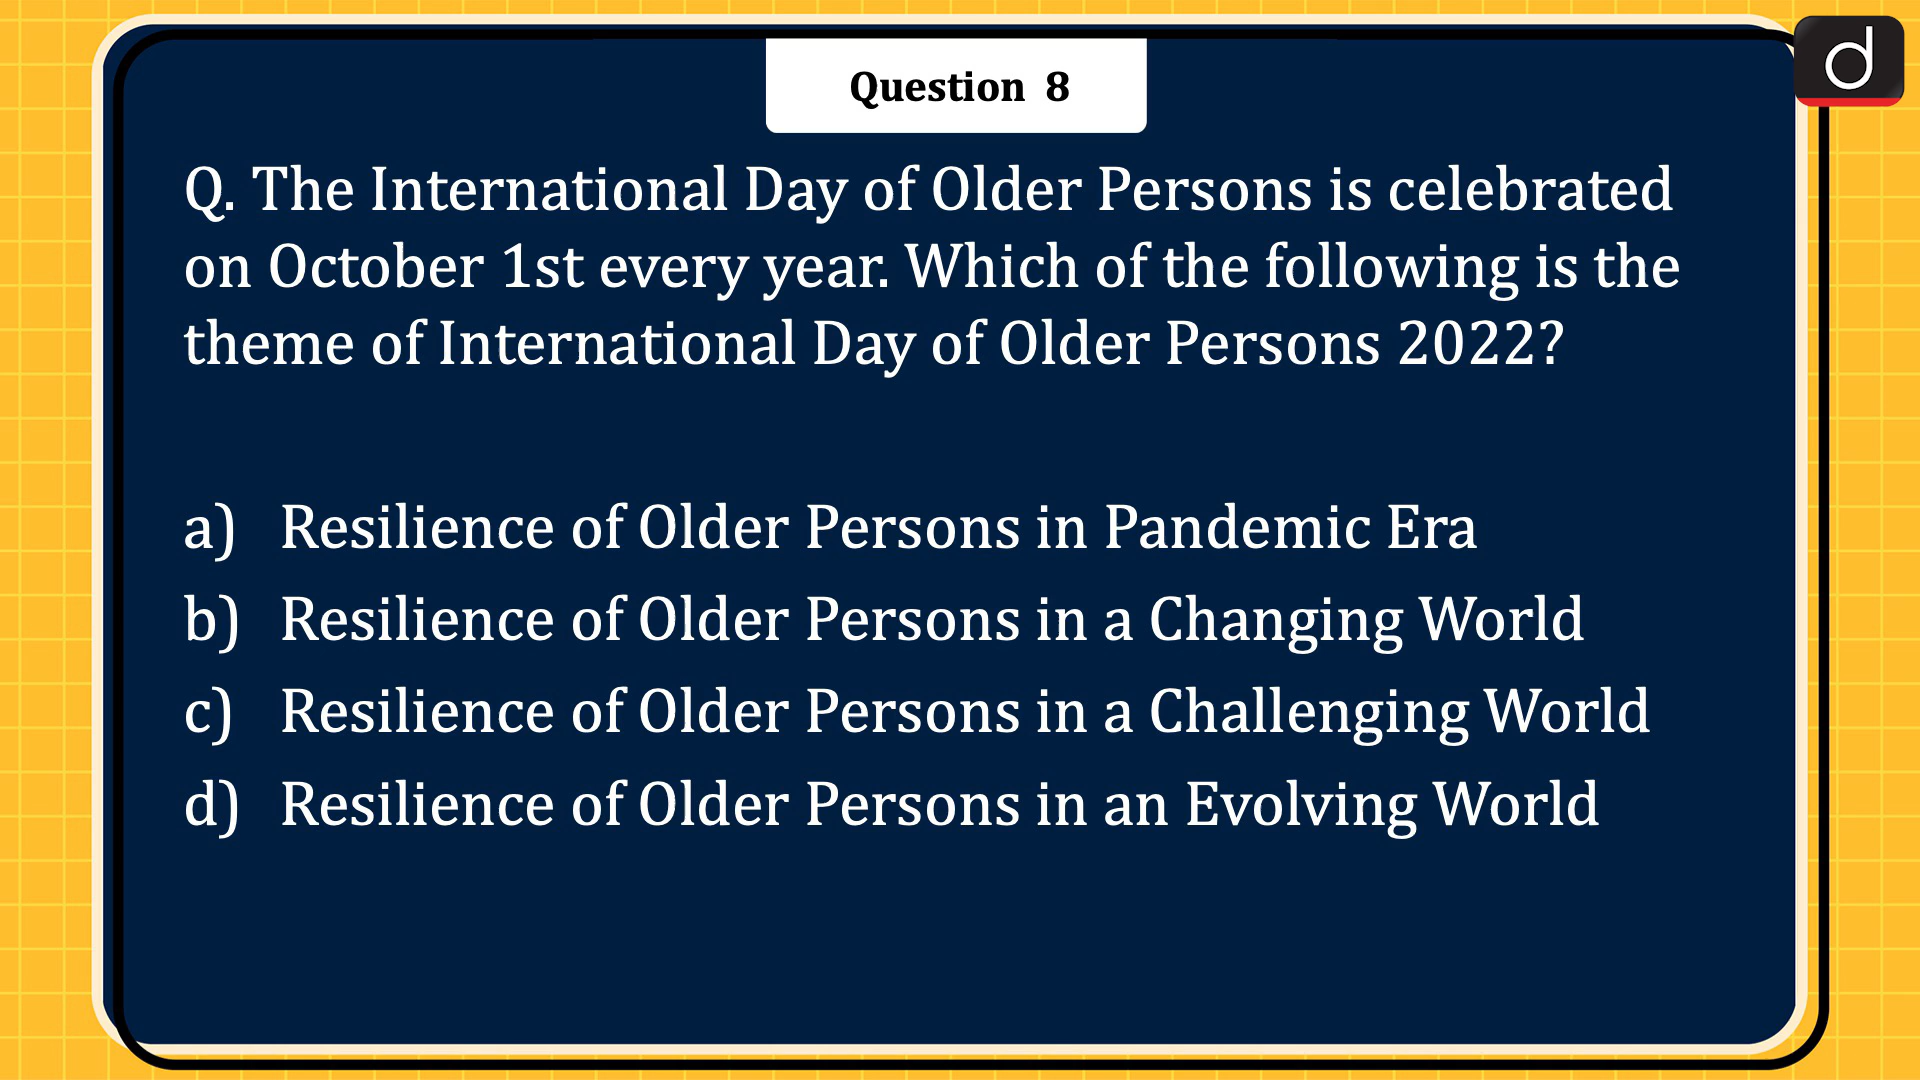 Question 8
d
Q. The International Day of Older Persons is celebrated
on October 1st every year. Which of the following is the
theme of International Day of Older Persons 2022?
a) Resilience of Older Persons in Pandemic Era
b) Resilience of Older Persons in a Changing World
c) Resilience of Older Persons in a Challenging World
d) Resilience of Older Persons in an Evolving World